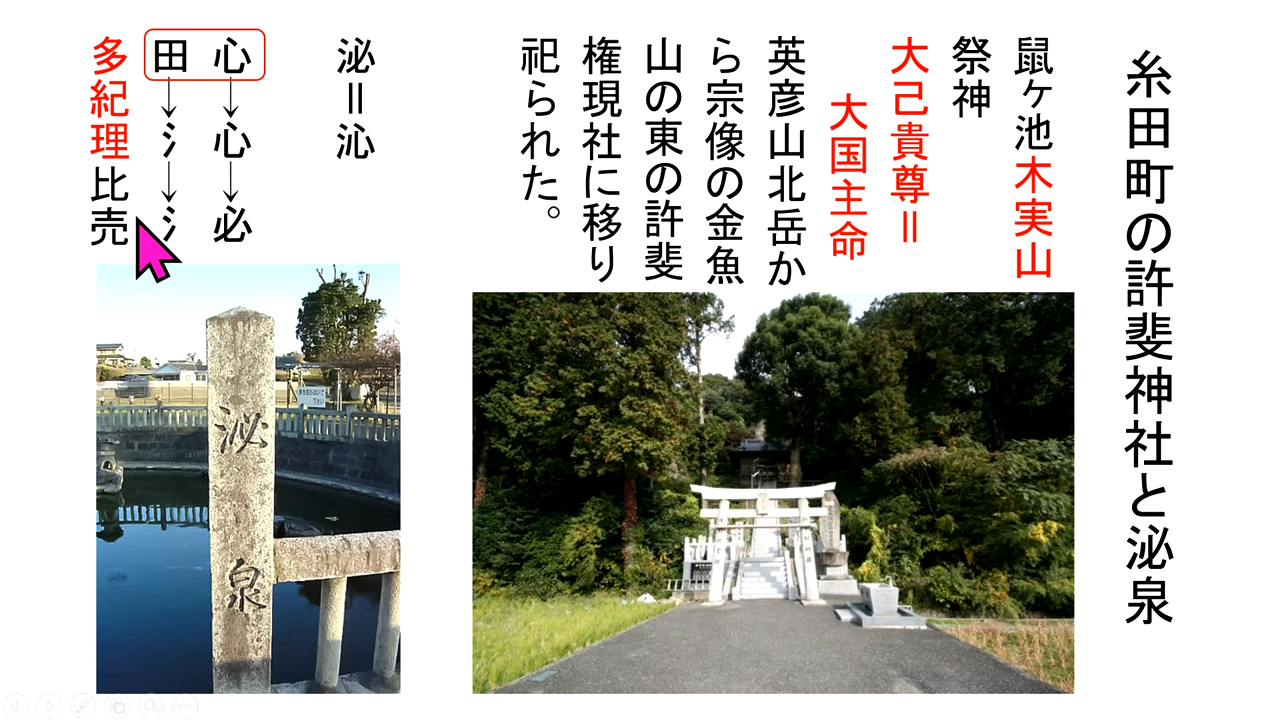 糸田町の許斐神社と泌泉
鼠ヶ池木実山
祭神
大己貴尊＝
大国主命
英彦山北岳か
ら宗像の金魚
山の東の許斐
権現社に移り
祀られた。
泌＝沁
心→心→必
田→⺀→⺀
多紀理比売
泌泉